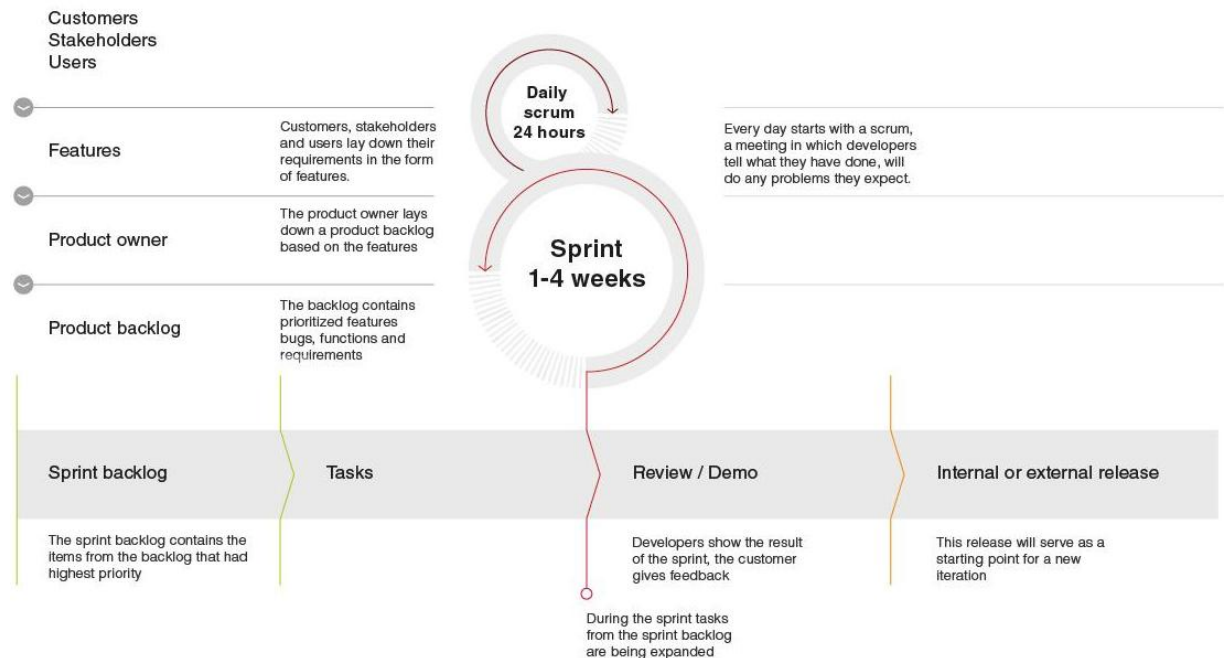 Customers
Stakeholders
Users
Features
Customers, stakeholders
and users lay down their
requirements in the form
of features.
Product owner
The product owner lays
down a product backlog
based on the features
Product backlog
The backlog contains
prioritized features
bugs, functions and
requirements
Daily
scrum
24 hours
Sprint
1-4 weeks
Every day starts with a scrum,
a meeting in which developers
tell what they have done, will
do any problems they expect.
Sprint backlog
The sprint backlog contains the
items from the backlog that had
highest priority
Tasks
Review / Demo
Developers show the result
of the sprint, the customer
gives feedback
Internal or external release
This release will serve as a
starting point for a new
iteration
During the sprint tasks
from the sprint backlog
are being expanded